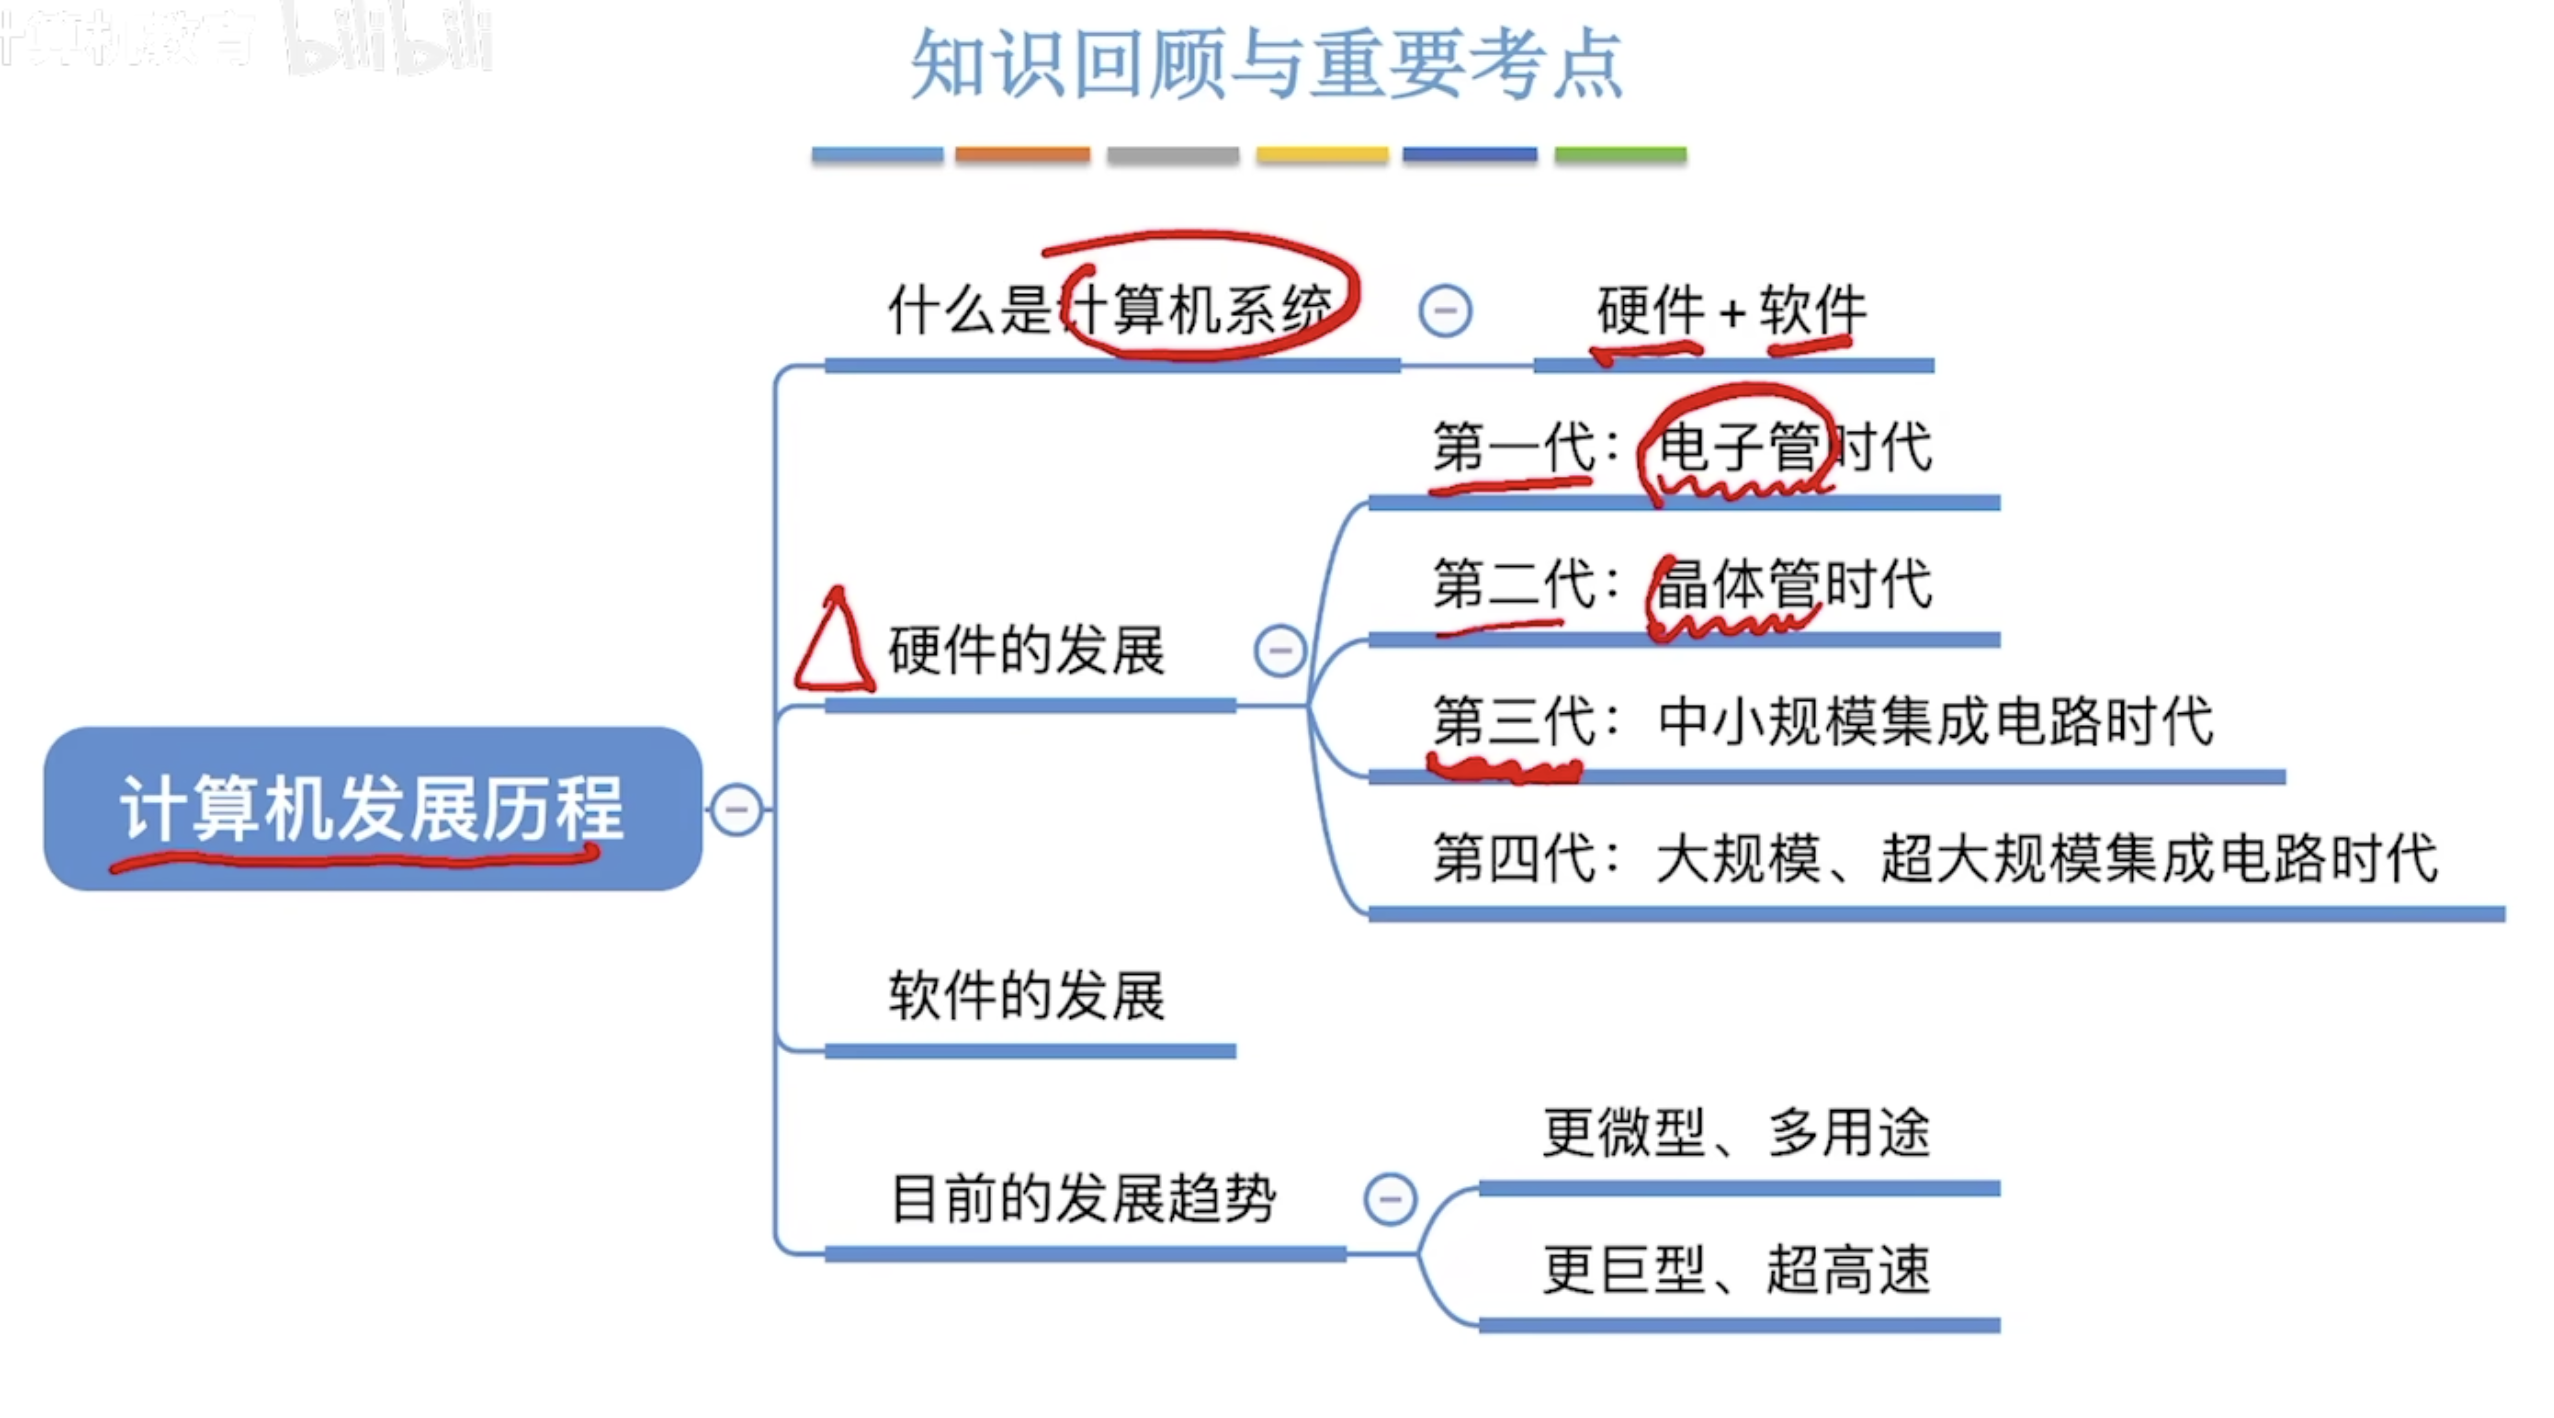 计算机教育 bilibili
知识回顾与重要考点
什么是计算机系统
硬件+软件
第一代：电子管时代
第二代：晶体管时代
硬件的发展
第三代：中小规模集成电路时代
计算机发展历程
第四代：大规模、超大规模集成电路时代
软件的发展
更微型、多用途
目前的发展趋势
更巨型、超高速